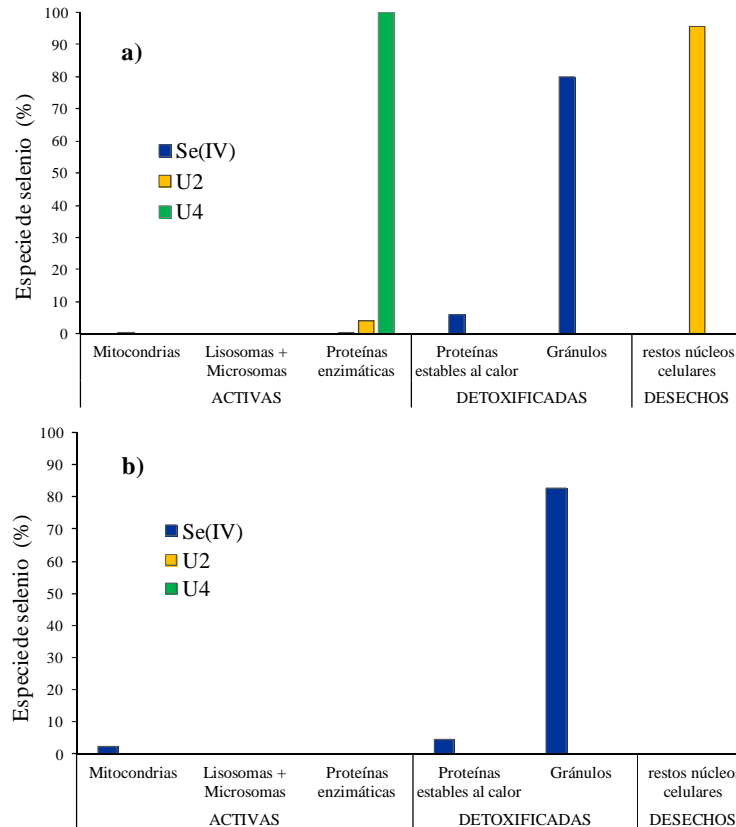 a)
Especie de selenio (%)
100
90
80
70
60
50
40
30
20
10
0
Se(IV)
U2
U4
Mitocondrias
Lisosomas +
Microsomas
Proteínas
enzimáticas
Proteínas
estables al calor
Gránulos
restos núcleos
celulares
ACTIVAS
DETOXIFICADAS
DESECHOS
b)
Especie de selenio (%)
100
90
80
70
60
50
40
30
20
10
0
Se(IV)
U2
U4
Mitocondrias
Lisosomas +
Microsomas
Proteínas
enzimáticas
Proteínas
estables al calor
Gránulos
restos núcleos
celulares
ACTIVAS
DETOXIFICADAS
DESECHOS